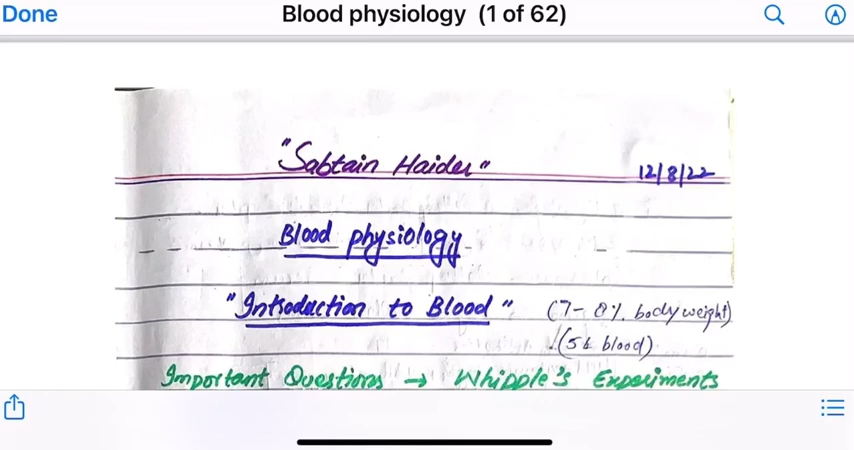 Done Blood physiology (1 of 62)
"Sabtain Haider"
12/8/22
Blood physiology
"Introduction to Blood" (7-8% body weight)
(5L blood)
Important Questions → Whipple's Experiments